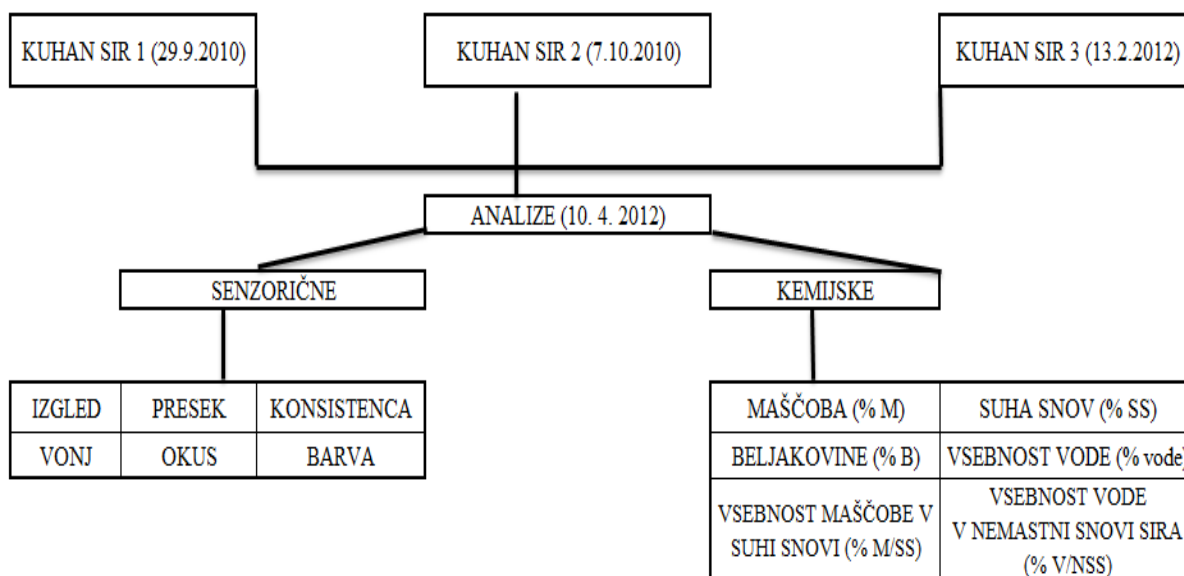 KUHAN SIR 1 (29.9.2010)
KUHAN SIR 2 (7.10.2010)
KUHAN SIR 3 (13.2.2012)
ANALIZE (10. 4. 2012)
SENZORIČNE
KEMIJSKE
IZGLED
PRESEK
KONSISTENCA
VONJ
OKUS
BARVA
MAŠČOBA (% M)
SUHA SNOV (% SS)
BELJAKOVINE (% B)
VSEBNOST VODE (% vode)
VSEBNOST MAŠČOBE V
SUHI SNOVI (% M/SS)
VSEBNOST VODE
V NEMASTNI SNOVI SIRA
(% V/NSS)